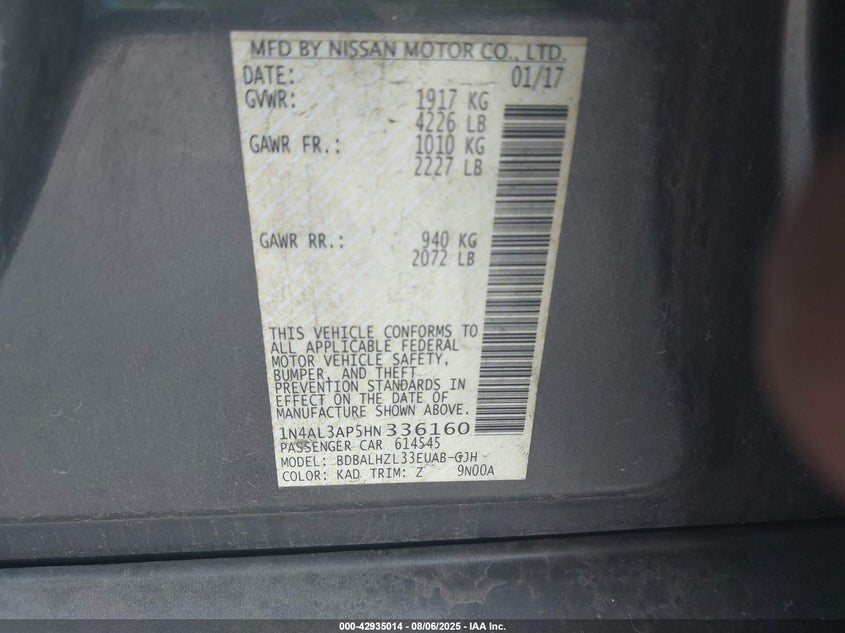 MFD BY NISSAN MOTOR CO., LTD.
DATE: 01/17
GVWR: 1917 KG
4226 LB
GAWR FR.: 1010 KG
2227 LB
GAWR RR.: 940 KG
2072 LB
THIS VEHICLE CONFORMS TO
ALL APPLICABLE FEDERAL
MOTOR VEHICLE SAFETY,
BUMPER, AND THEFT
PREVENTION STANDARDS IN
EFFECT ON THE DATE OF
MANUFACTURE SHOWN ABOVE.
1N4AL3AP5HN336160
PASSENGER CAR 614545
MODEL: BDBALHZL33EUAB-GJH
COLOR: KAD TRIM: Z 9N00A
000-42935014 - 08/06/2025 - IAA Inc.